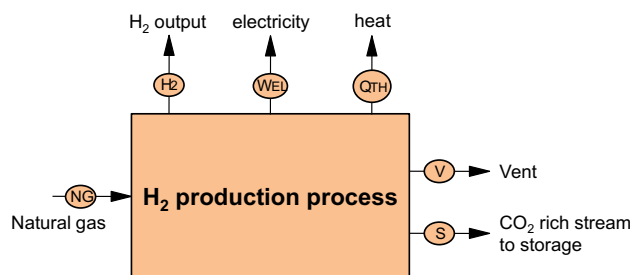 H₂ output electricity heat
H2 WEL QTH
NG
Natural gas
H₂ production process
V Vent
S CO₂ rich stream
to storage